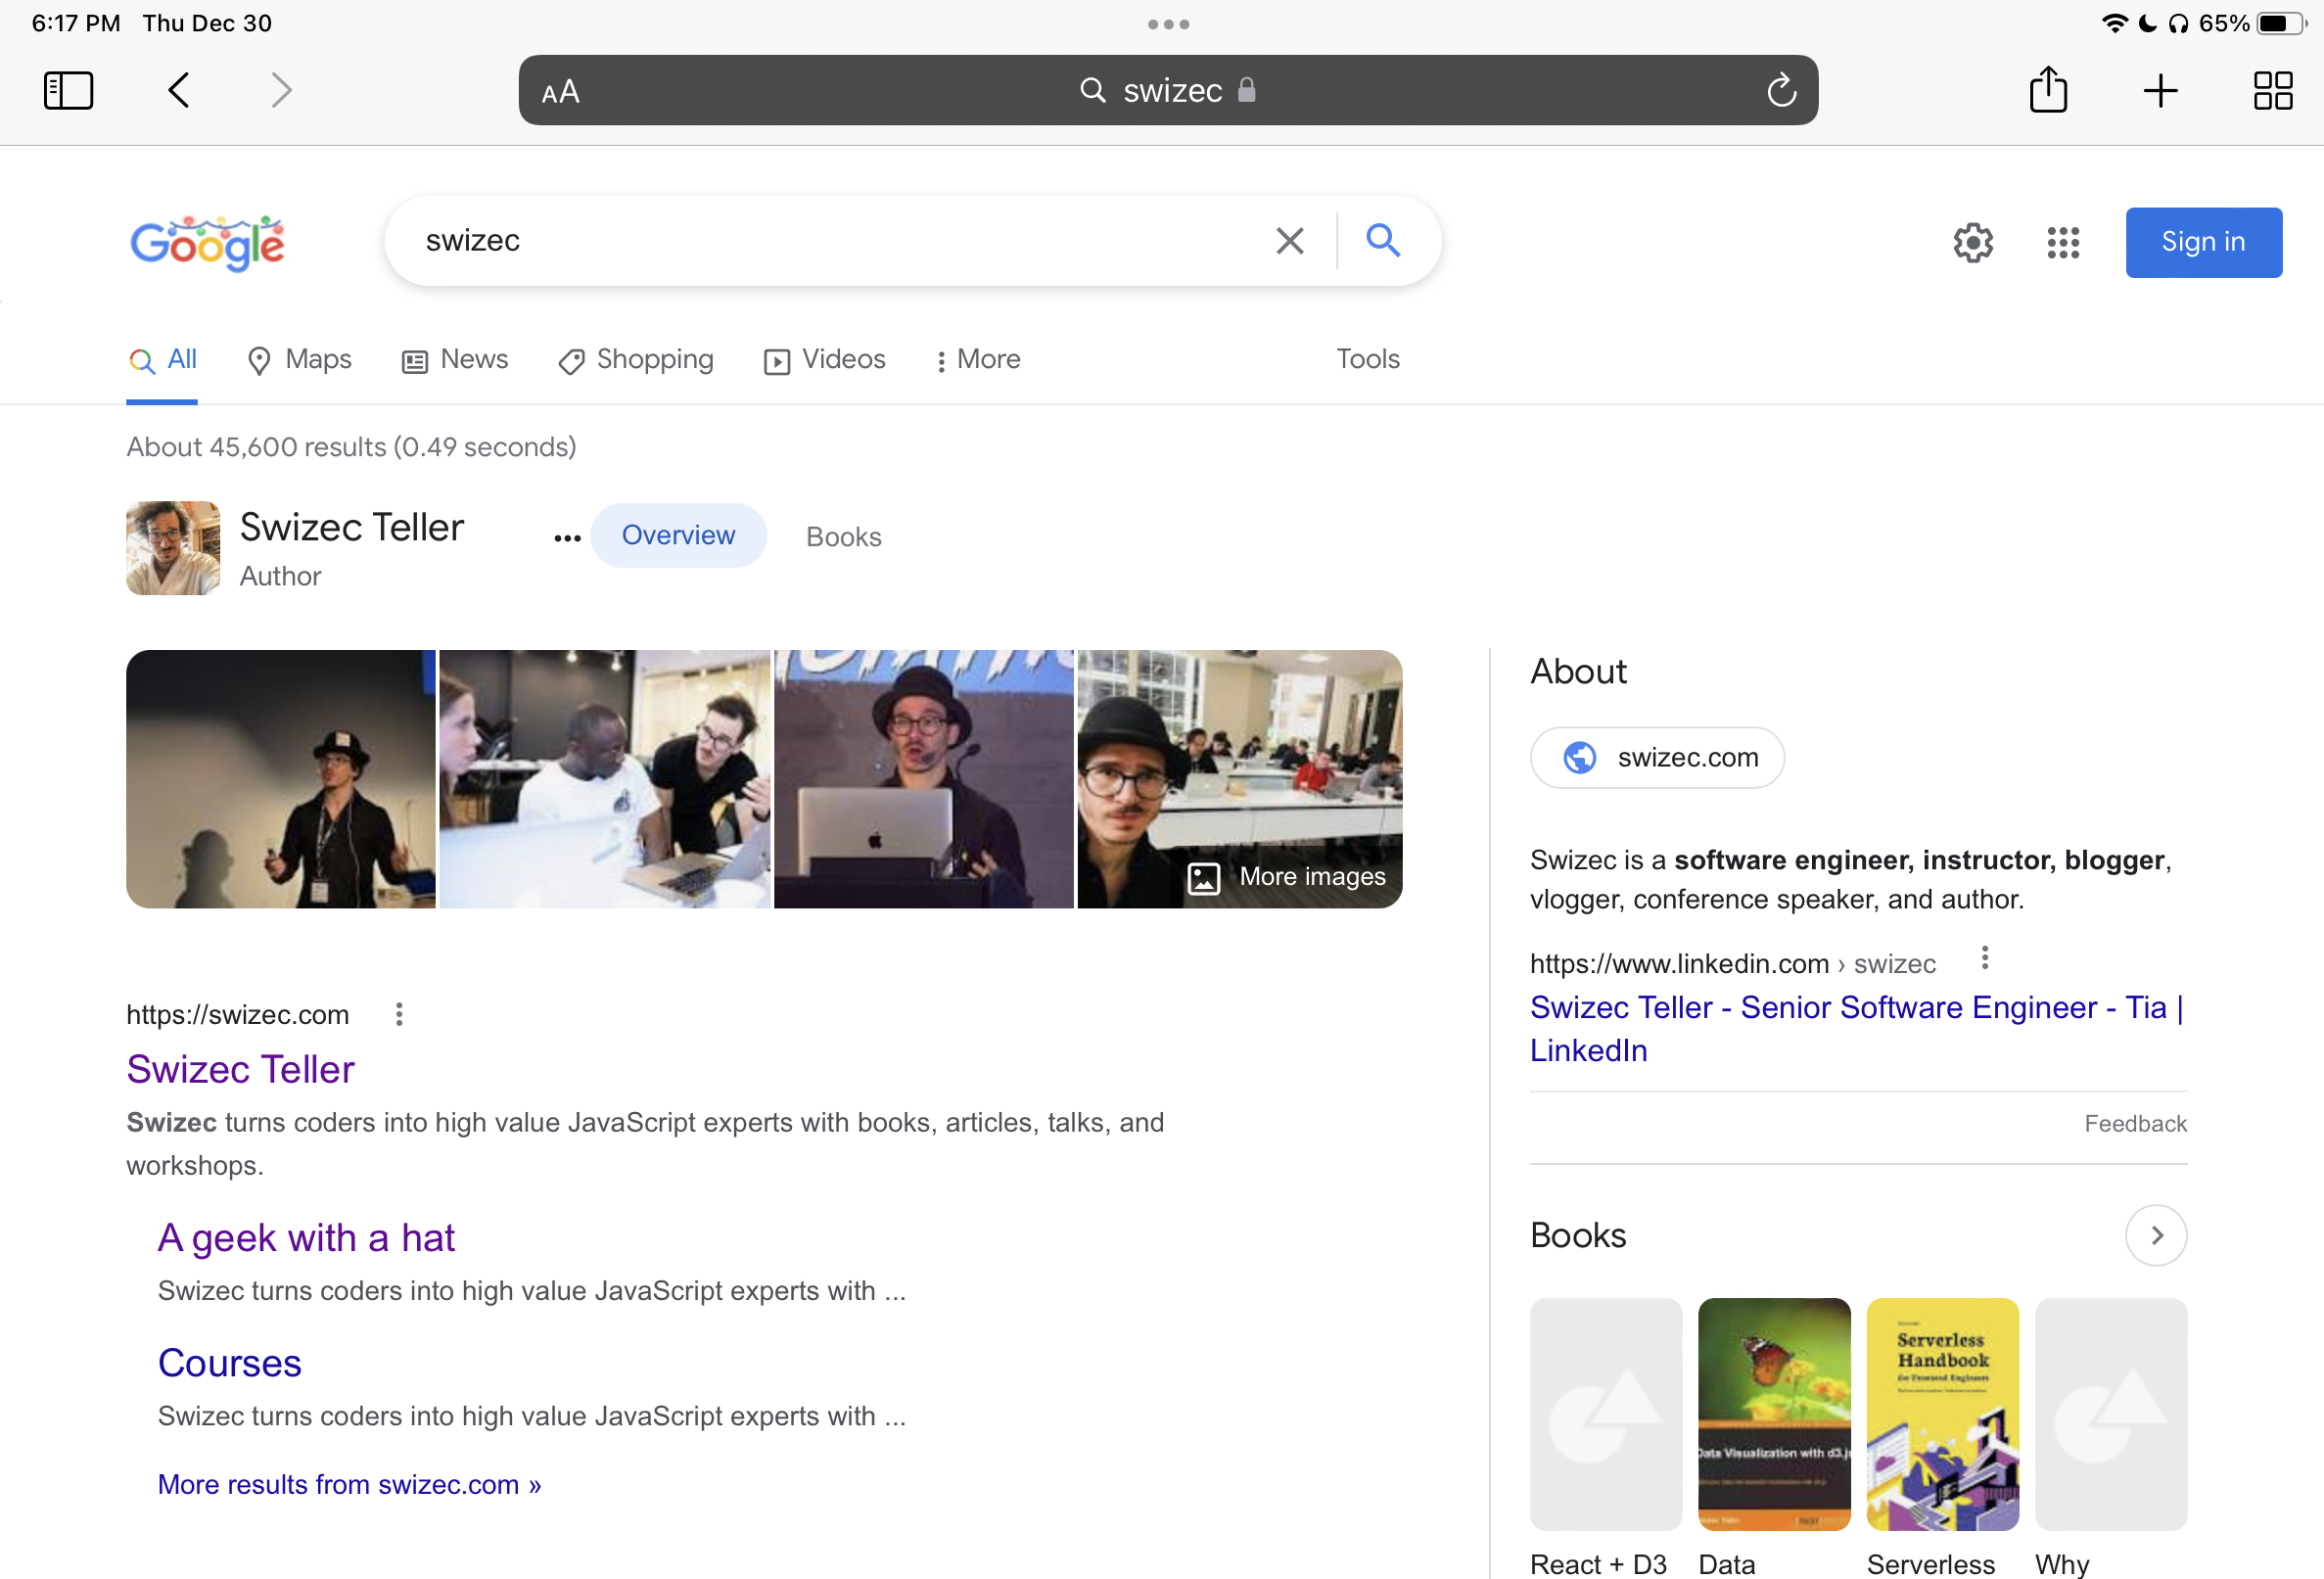 6:17 PM Thu Dec 30
65%
AA
swizec
Google
swizec
Sign in
All
Maps
News
Shopping
Videos
More
Tools
About 45,600 results (0.49 seconds)
Swizec Teller
Author
Overview
Books
More images
https://swizec.com
Swizec Teller
Swizec turns coders into high value JavaScript experts with books, articles, talks, and
workshops.
A geek with a hat
Swizec turns coders into high value JavaScript experts with ...
Courses
Swizec turns coders into high value JavaScript experts with ...
More results from swizec.com »
About
swizec.com
Swizec is a software engineer, instructor, blogger,
vlogger, conference speaker, and author.
https://www.linkedin.com › swizec
Swizec Teller - Senior Software Engineer - Tia |
LinkedIn
Feedback
Books
Data Visualization with d3.js
Serverless
Handbook
for Frontend Engineers
React + D3
Data
Serverless
Why